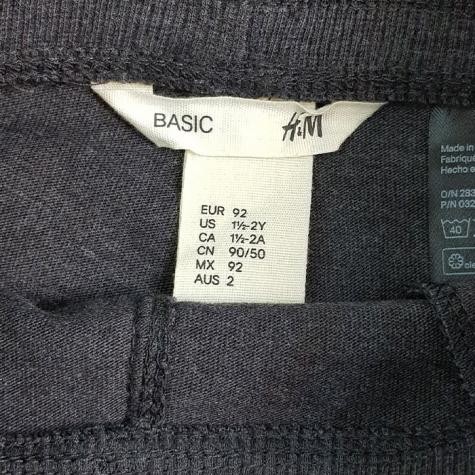 BASIC H&M
EUR 92
US 1½-2Y
CA 1½-2A
CN 90/50
MX 92
AUS 2
Made in
Fabriqué
Hecho e
O/N 283
P/N 032
40